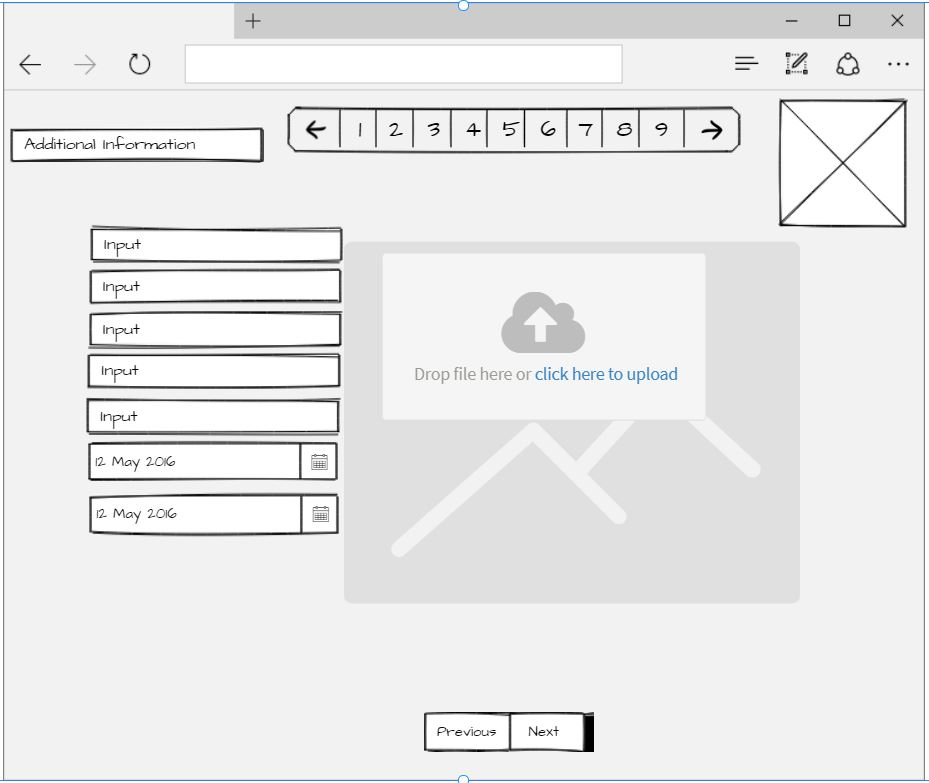 1 2 3 4 5 6 7 8 9
Additional Information
Input
Input
Input
Input
Input
12 May 2016
12 May 2016
Drop file here or click here to upload
Previous Next